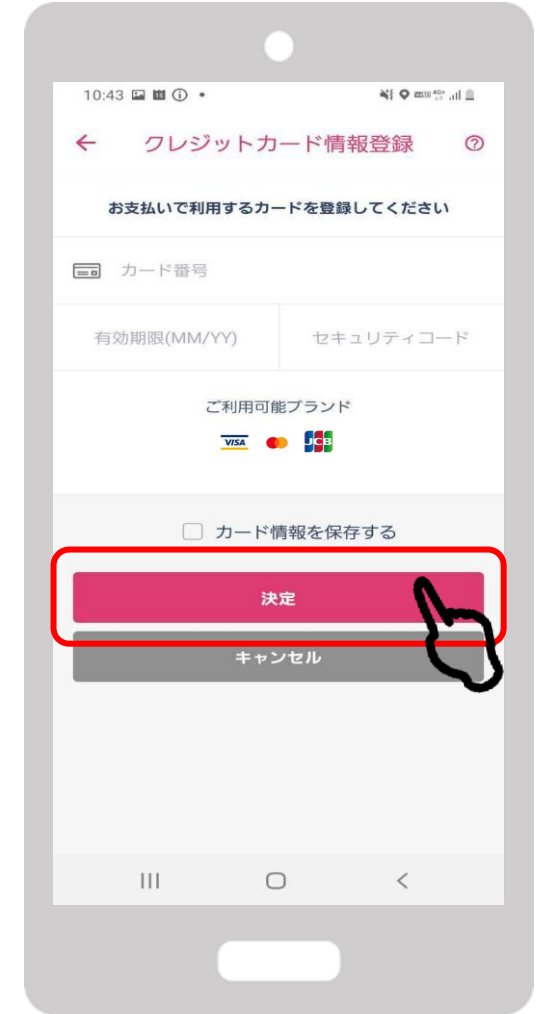 10:43
クレジットカード情報登録
お支払いで利用するカードを登録してください
カード番号
有効期限(MM/YY) セキュリティコード
ご利用可能ブランド
VISA JCB
カード情報を保存する
決定
キャンセル